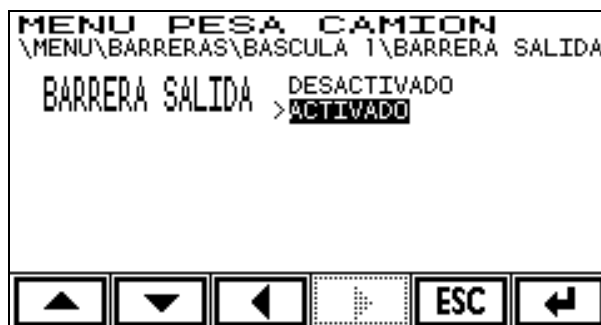 MENU PESA CAMION
\MENU\BARRERAS\BASCULA 1\BARRERA SALIDA
BARRERA SALIDA
DESACTIVADO
>ACTIVADO
ESC